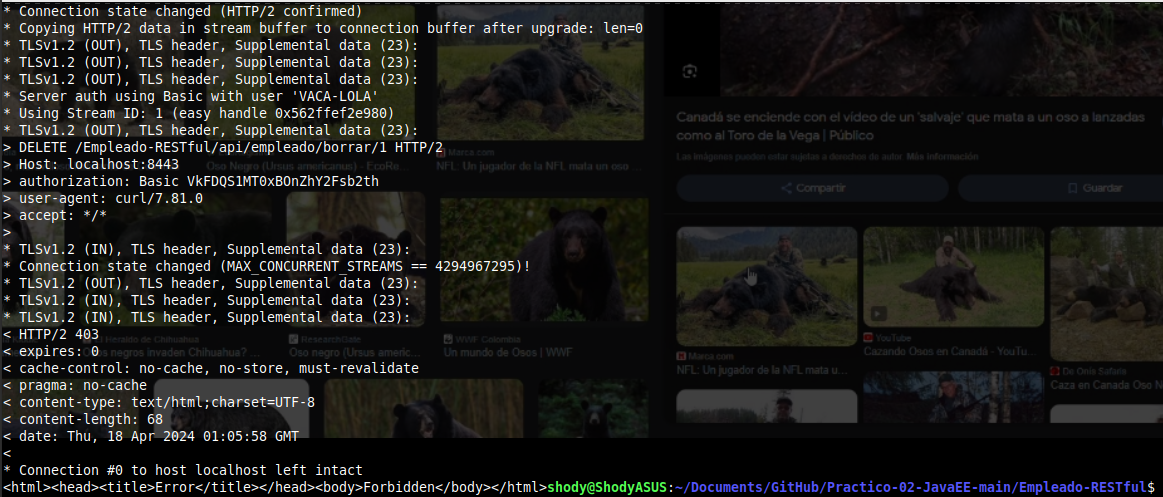 * Connection state changed (HTTP/2 confirmed)
* Copying HTTP/2 data in stream buffer to connection buffer after upgrade: len=0
* TLSv1.2 (OUT), TLS header, Supplemental data (23):
* TLSv1.2 (OUT), TLS header, Supplemental data (23):
* TLSv1.2 (OUT), TLS header, Supplemental data (23):
* Server auth using Basic with user 'VACA-LOLA'
* Using Stream ID: 1 (easy handle 0x562ffef2e980)
* TLSv1.2 (OUT), TLS header, Supplemental data (23):
> DELETE /Empleado-RESTful/api/empleado/borrar/1 HTTP/2
> Host: localhost:8443
> authorization: Basic VkFDQS1MT0xBOnZhY2Fsb2th
> user-agent: curl/7.81.0
> accept: */*
>
* TLSv1.2 (IN), TLS header, Supplemental data (23):
* Connection state changed (MAX_CONCURRENT_STREAMS == 4294967295)!
* TLSv1.2 (OUT), TLS header, Supplemental data (23):
* TLSv1.2 (IN), TLS header, Supplemental data (23):
* TLSv1.2 (IN), TLS header, Supplemental data (23):
< HTTP/2 403
< expires: 0
< cache-control: no-cache, no-store, must-revalidate
< pragma: no-cache
< content-type: text/html;charset=UTF-8
< content-length: 68
< date: Thu, 18 Apr 2024 01:05:58 GMT
<
* Connection #0 to host localhost left intact
<html><head><title>Error</title></head><body>Forbidden</body></html>shody@ShodyASUS:~/Documents/GitHub/Practico-02-JavaEE-main/Empleado-RESTful$
Oso Negro (Ursus americanus) - EcoRe...
Marca.com
NFL: Un jugador de la NFL mata un oso ...
El Heraldo de Chihuahua
Osos negros invaden Chihuahua? ...
ResearchGate
Oso negro (Ursus americ...
WWF Colombia
Un mundo de Osos | WWF
Canadá se enciende con el vídeo de un 'salvaje' que mata a un oso a lanzadas
como al Toro de la Vega | Público
Las imágenes pueden estar sujetas a derechos de autor. Más información
Compartir
Guardar
Marca.com
NFL: Un jugador de la NFL mata u...
YouTube
Cazando Osos en Canadá - YouTu...
De Onis Safaris
Caza en Canada Oso N